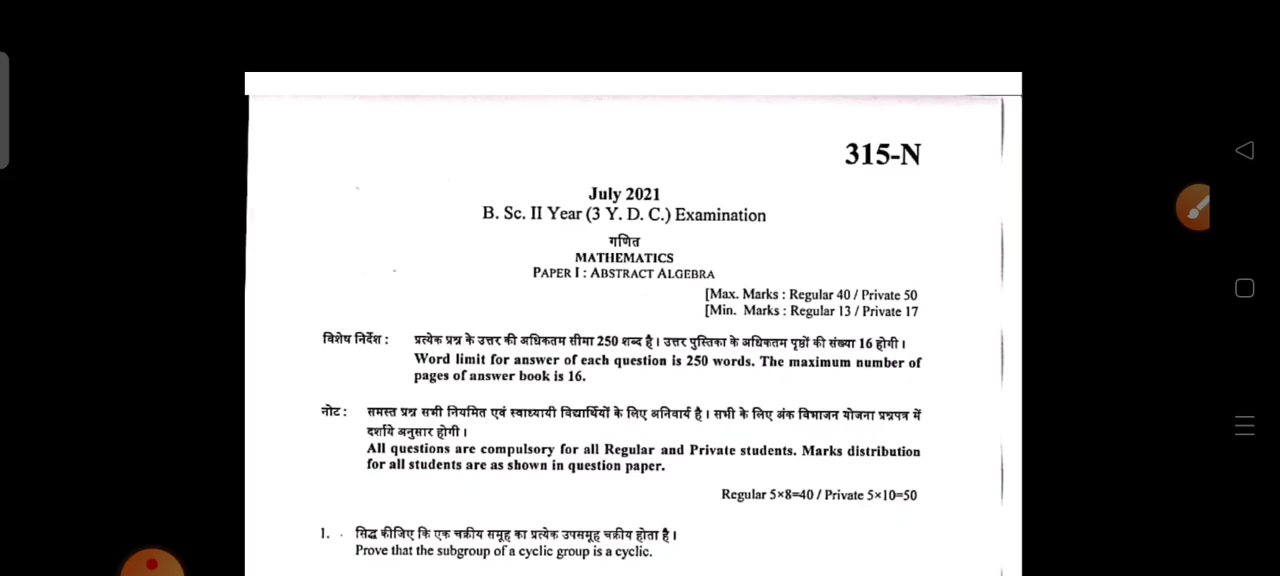 315-N
July 2021
B. Sc. II Year (3 Y. D. C.) Examination
गणित
MATHEMATICS
PAPER I : ABSTRACT ALGEBRA
[Max. Marks : Regular 40 / Private 50
[Min. Marks : Regular 13 / Private 17
विशेष निर्देश : प्रत्येक प्रश्न के उत्तर की अधिकतम सीमा 250 शब्द है। उत्तर पुस्तिका के अधिकतम पृष्ठों की संख्या 16 होगी।
Word limit for answer of each question is 250 words. The maximum number of
pages of answer book is 16.
नोट : समस्त प्रश्न सभी नियमित एवं स्वाध्यायी विद्यार्थियों के लिए अनिवार्य है। सभी के लिए अंक विभाजन योजना प्रश्नपत्र में
दर्शाये अनुसार होगी।
All questions are compulsory for all Regular and Private students. Marks distribution
for all students are as shown in question paper.
Regular 5×8=40 / Private 5×10=50
1. सिद्ध कीजिए कि एक चक्रीय समूह का प्रत्येक उपसमूह चक्रीय होता है।
Prove that the subgroup of a cyclic group is a cyclic.